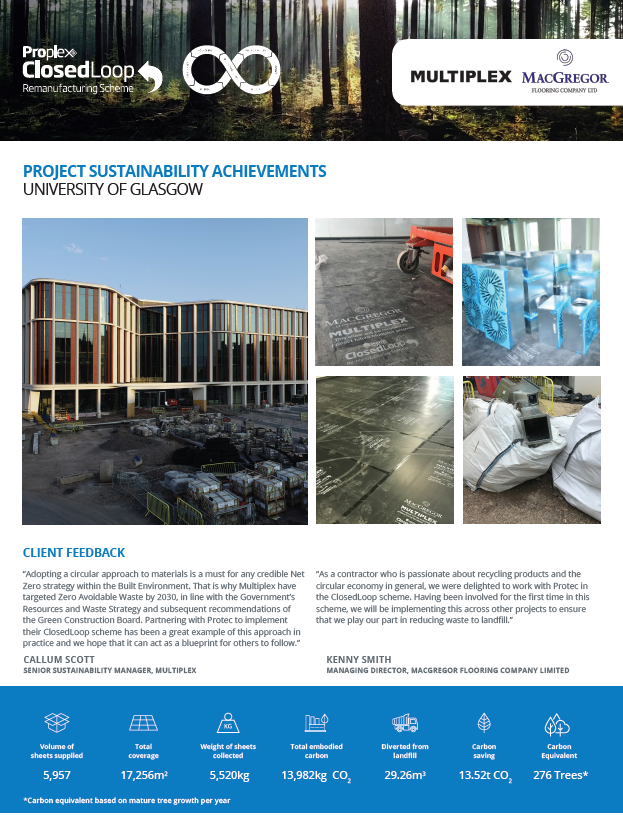 Proplex
ClosedLoop
Remanufacturing Scheme
MULTIPLEX
MACGREGOR
FLOORING COMPANY LTD
PROJECT SUSTAINABILITY ACHIEVEMENTS
UNIVERSITY OF GLASGOW
MACGREGOR
MULTIPLEX
ClosedLoop
MACGREGOR
MULTIPLEX
CLIENT FEEDBACK
“Adopting a circular approach to materials is a must for any credible Net
Zero strategy within the Built Environment. That is why Multiplex have
targeted Zero Avoidable Waste by 2030, in line with the Government’s
Resources and Waste Strategy and subsequent recommendations of
the Green Construction Board. Partnering with Protec to implement
their ClosedLoop scheme has been a great example of this approach in
practice and we hope that it can act as a blueprint for others to follow.”
CALLUM SCOTT
SENIOR SUSTAINABILITY MANAGER, MULTIPLEX
“As a contractor who is passionate about recycling products and the
circular economy in general, we were delighted to work with Protec in
the ClosedLoop scheme. Having been involved for the first time in this
scheme, we will be implementing this across other projects to ensure
that we play our part in reducing waste to landfill.”
KENNY SMITH
MANAGING DIRECTOR, MACGREGOR FLOORING COMPANY LIMITED
KG
Volume of
sheets supplied
5,957
Total
coverage
17,256m²
Weight of sheets
collected
5,520kg
Total embodied
carbon
13,982kg CO₂
Diverted from
landfill
29.26m³
Carbon
saving
13.52t CO₂
Carbon
Equivalent
276 Trees*
*Carbon equivalent based on mature tree growth per year